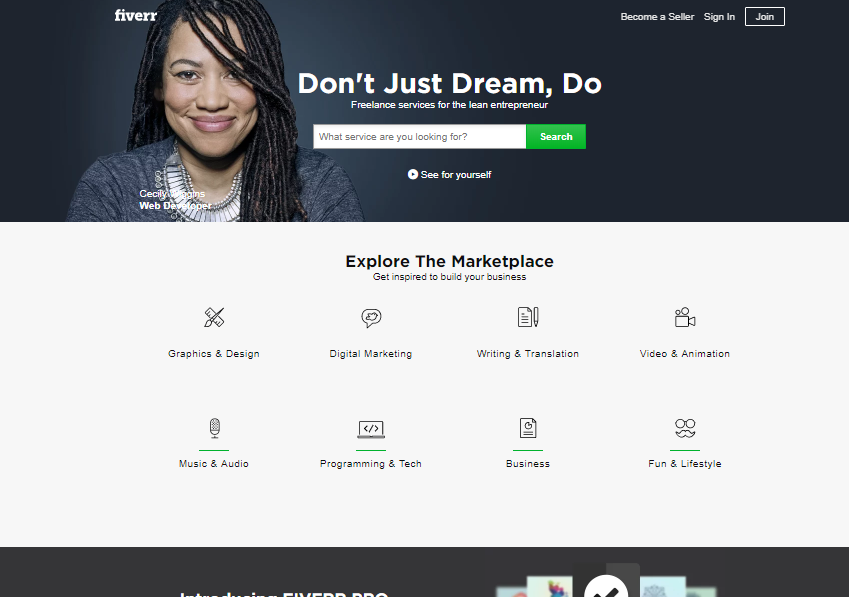 fiverr
Become a Seller Sign In Join
Don't Just Dream, Do
Freelance services for the lean entrepreneur
What service are you looking for? Search
See for yourself
Cecily Wiggins
Web Developer
Explore The Marketplace
Get inspired to build your business
Graphics & Design Digital Marketing Writing & Translation Video & Animation
Music & Audio Programming & Tech Business Fun & Lifestyle
Introducing FIVERR PRO